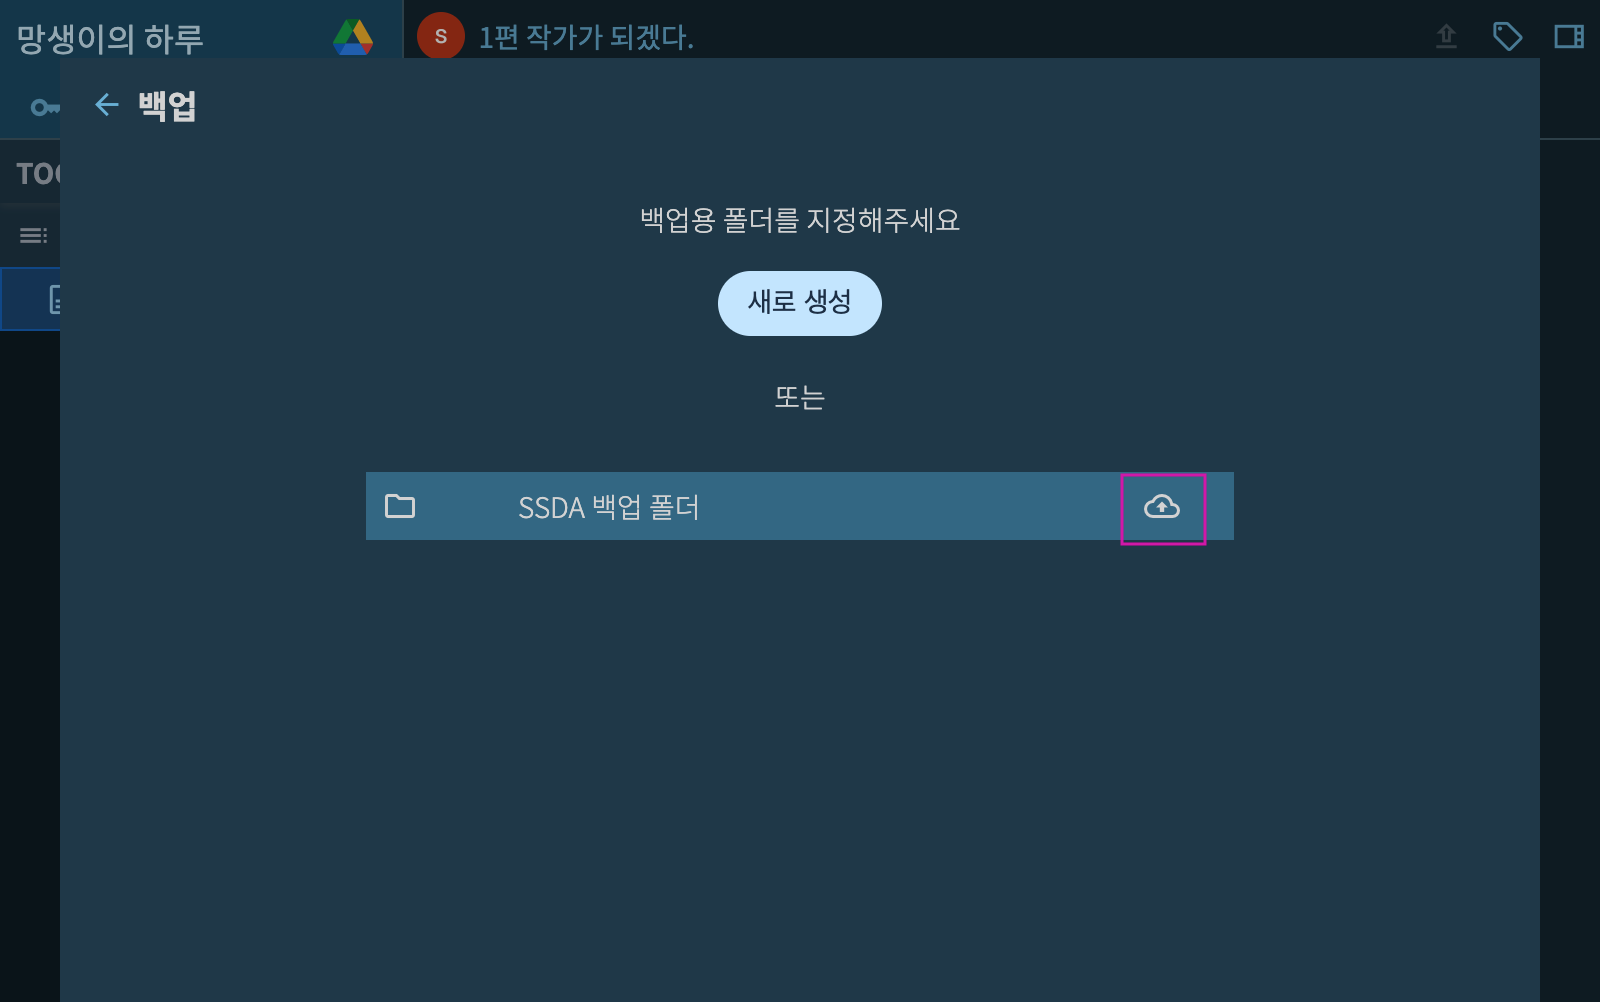 망생이의 하루
S
1편 작가가 되겠다.
백업
백업용 폴더를 지정해주세요
새로 생성
또는
SSDA 백업 폴더